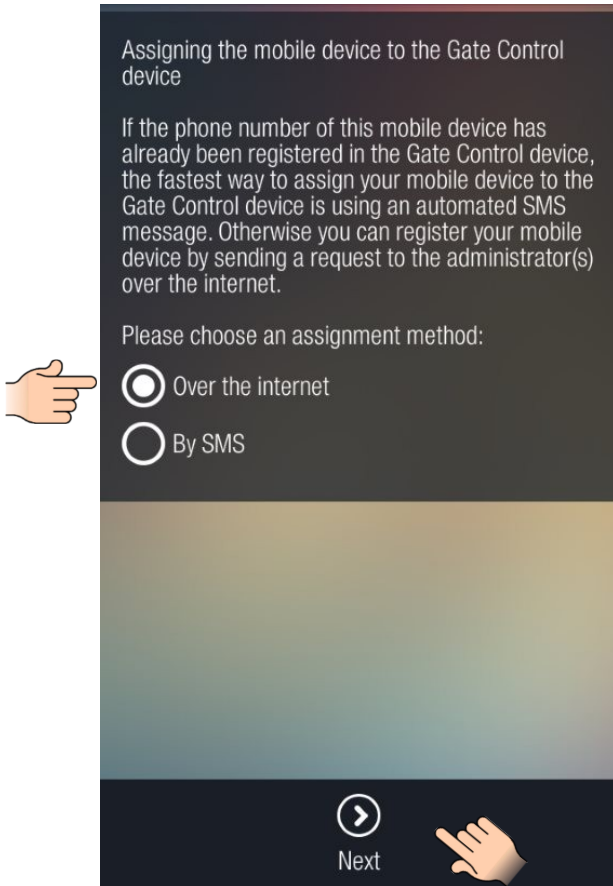 Assigning the mobile device to the Gate Control
device
If the phone number of this mobile device has
already been registered in the Gate Control device,
the fastest way to assign your mobile device to the
Gate Control device is using an automated SMS
message. Otherwise you can register your mobile
device by sending a request to the administrator(s)
over the internet.
Please choose an assignment method:
Over the internet
By SMS
Next